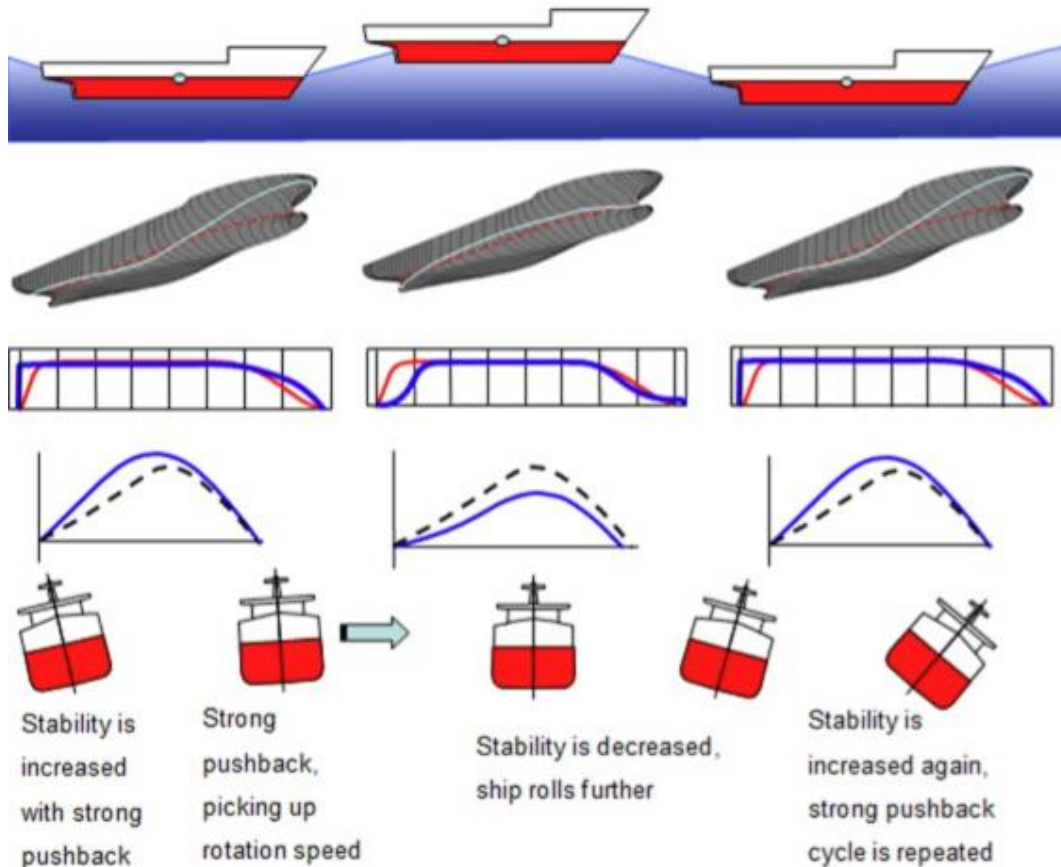 Stability is
increased
with strong
pushback
Strong
pushback,
picking up
rotation speed
Stability is decreased,
ship rolls further
Stability is
increased again,
strong pushback
cycle is repeated